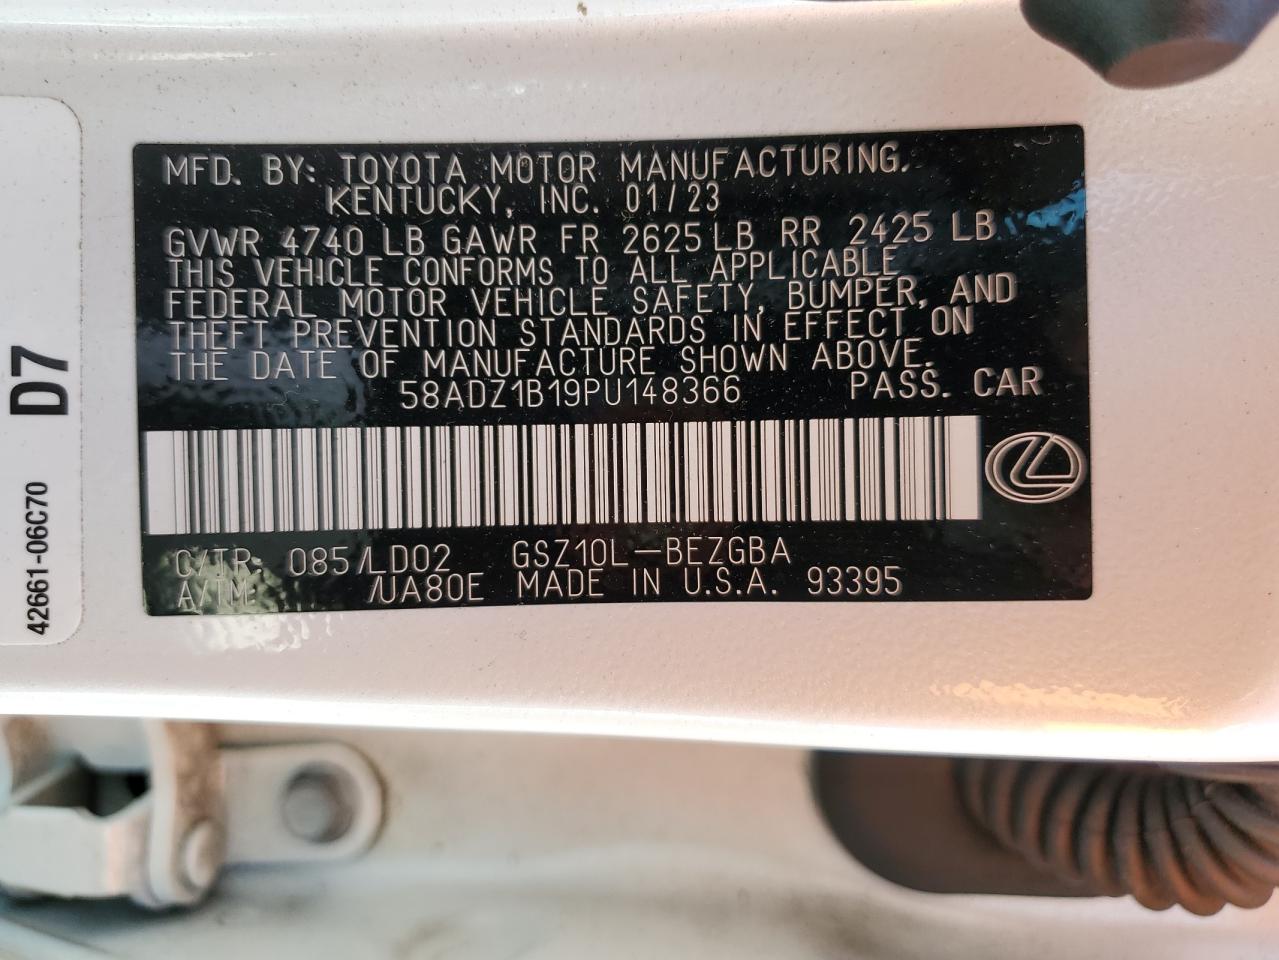 MFD. BY: TOYOTA MOTOR MANUFACTURING.
KENTUCKY, INC. 01/23
GVWR 4740 LB GAWR FR 2625 LB RR 2425 LB
THIS VEHICLE CONFORMS TO ALL APPLICABLE
FEDERAL MOTOR VEHICLE SAFETY, BUMPER, AND
THEFT PREVENTION STANDARDS IN EFFECT ON
THE DATE OF MANUFACTURE SHOWN ABOVE.
58ADZ1B19PU148366 PASS. CAR
C/TR: 085/LD02 GSZ10L-BEZGBA
A/TM: /UA80E MADE IN U.S.A. 93395
D7
42661-06C70